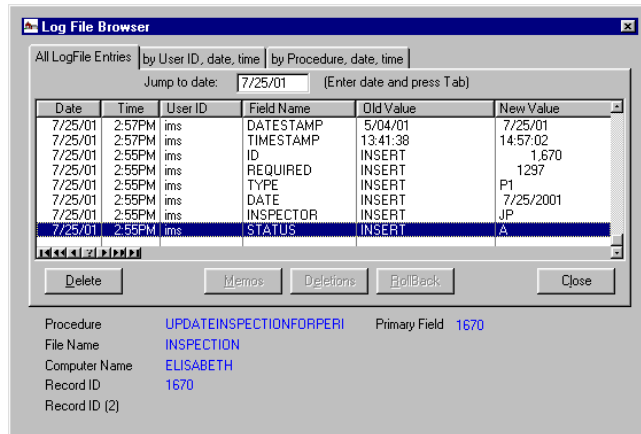 Log File Browser
All LogFile Entries by User ID, date, time by Procedure, date, time
Jump to date: 7/25/01 (Enter date and press Tab)
Date Time User ID Field Name Old Value New Value
7/25/01 2:57PM ims DATESTAMP 5/04/01 7/25/01
7/25/01 2:57PM ims TIMESTAMP 13:41:38 14:57:02
7/25/01 2:55PM ims ID INSERT 1,670
7/25/01 2:55PM ims REQUIRED INSERT 1297
7/25/01 2:55PM ims TYPE INSERT P1
7/25/01 2:55PM ims DATE INSERT 7/25/2001
7/25/01 2:55PM ims INSPECTOR INSERT JP
7/25/01 2:55PM ims STATUS INSERT A
?
Delete Memos Deletions RollBack Close
Procedure UPDATEINSPECTIONFORPERI Primary Field 1670
File Name INSPECTION
Computer Name ELISABETH
Record ID 1670
Record ID (2)